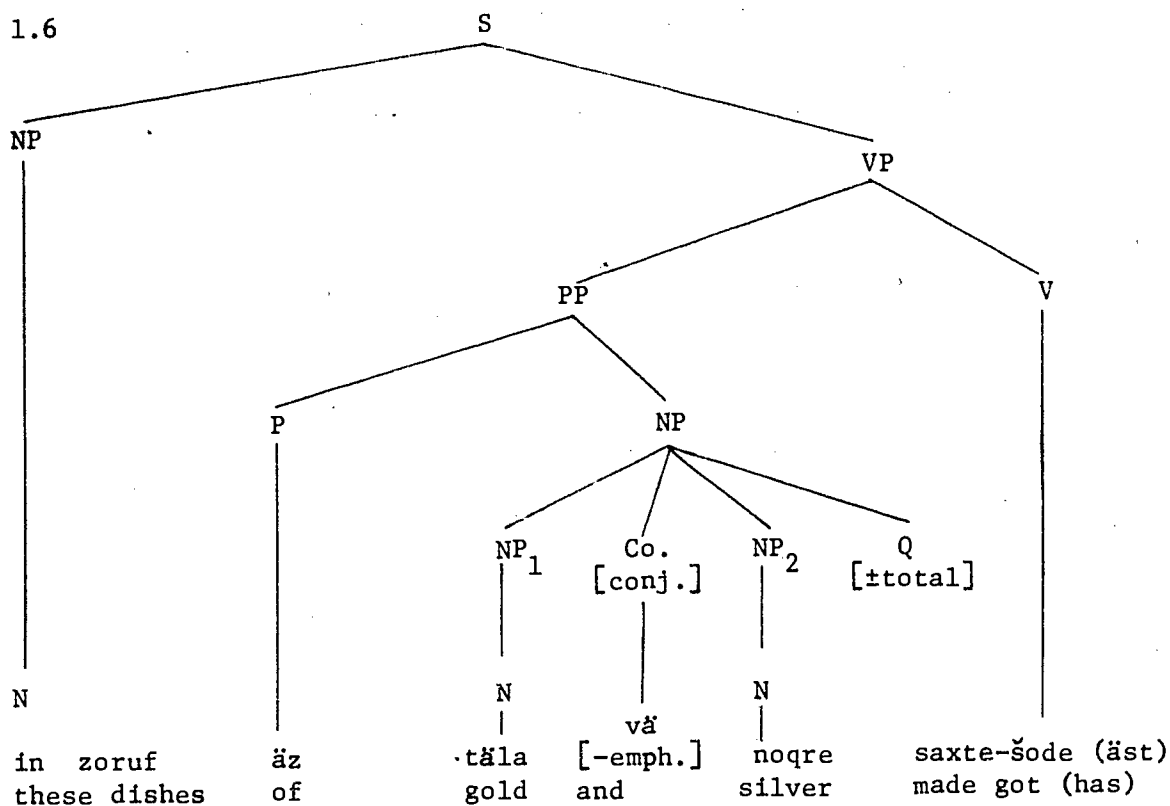 1.6
S
NP
VP
PP V
P NP
NP1 Co. NP2 Q
[conj.] [±total]
N N N
vä
in zoruf äz täla [-emph.] noqre saxte-šode (äst)
these dishes of gold and silver made got (has)